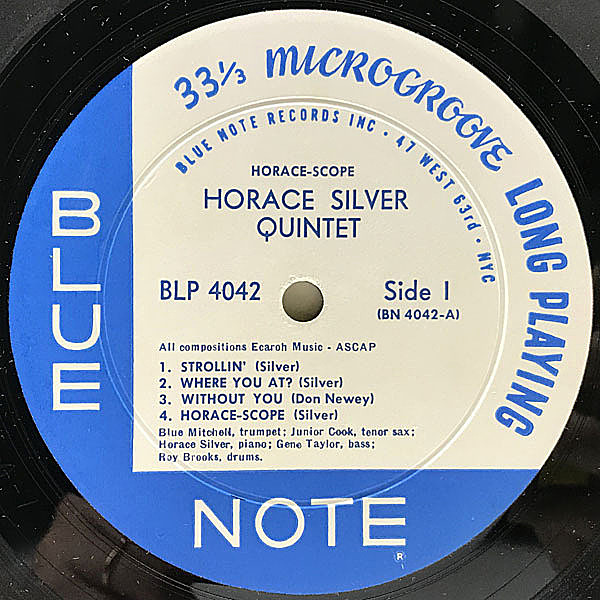 33⅓ MICROGROOVE LONG PLAYING
BLUE NOTE RECORDS INC • 47 WEST 63rd • NYC
HORACE-SCOPE
HORACE SILVER
QUINTET
BLP 4042
Side 1
(BN 4042-A)
All compositions Ecaroh Music - ASCAP
1. STROLLIN' (Silver)
2. WHERE YOU AT? (Silver)
3. WITHOUT YOU (Don Newey)
4. HORACE-SCOPE (Silver)
Blue Mitchell, trumpet; Junior Cook, tenor sax;
Horace Silver, piano; Gene Taylor, bass;
Roy Brooks, drums.
BLUE
NOTE
®